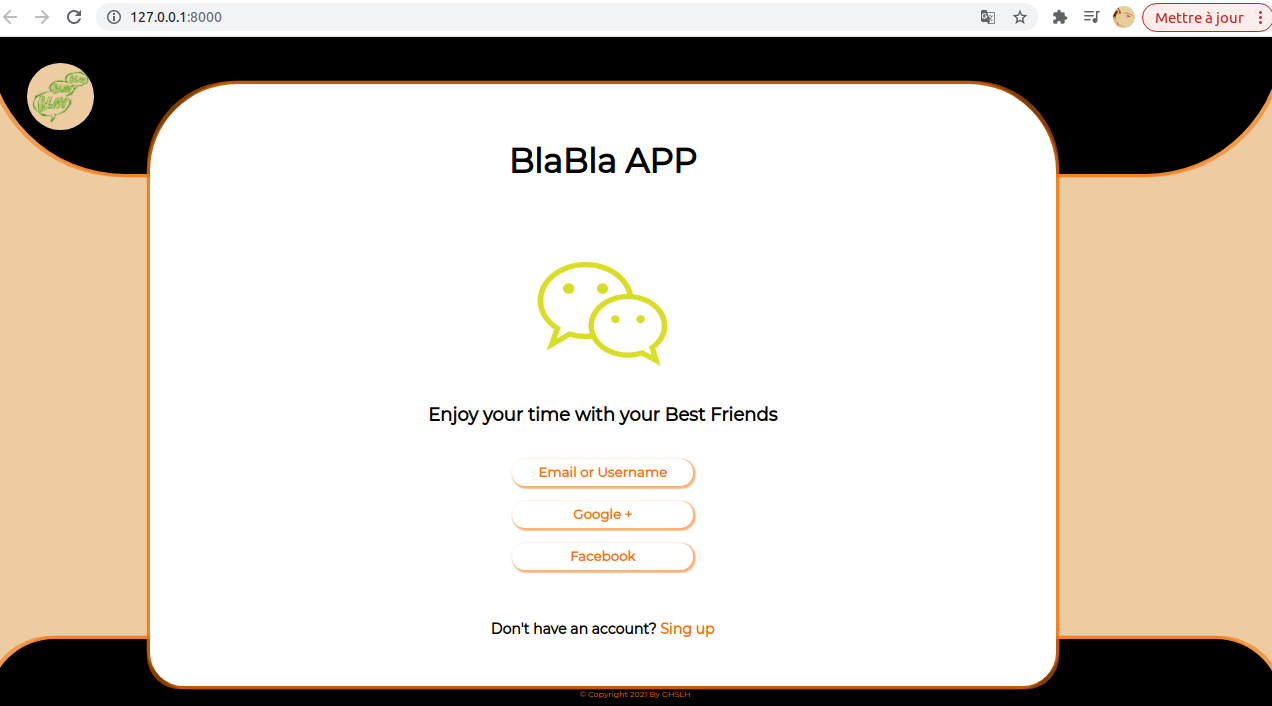 127.0.0.1:8000
Mettre à jour
BlaBla APP
Enjoy your time with your Best Friends
Email or Username
Google +
Facebook
Don't have an account? Sing up
© Copyright 2021 By GHSLH